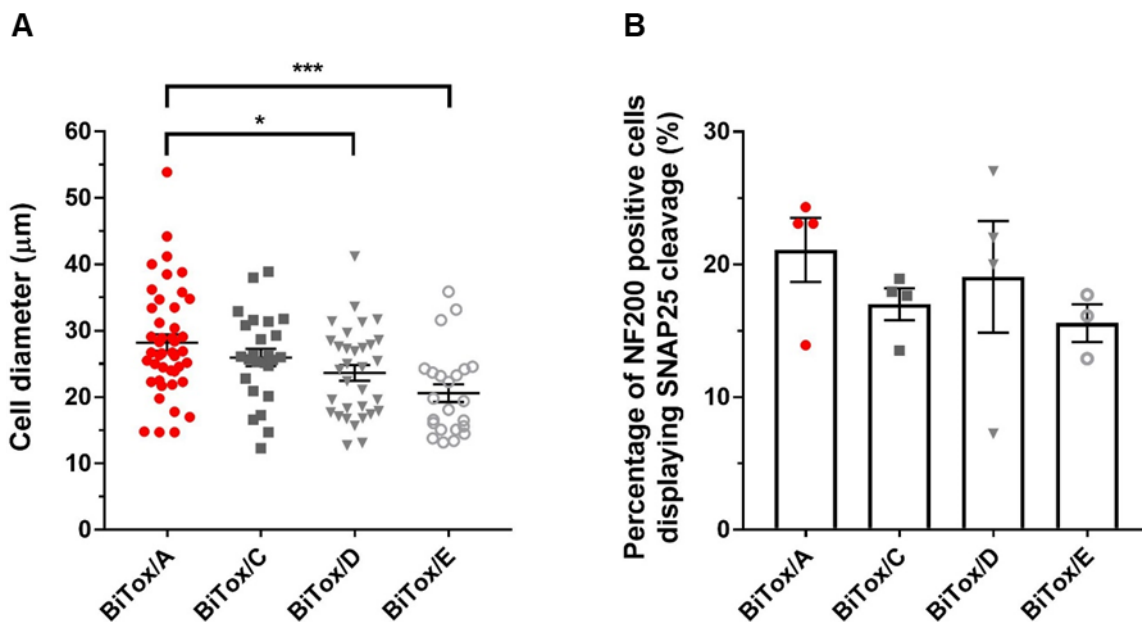 A
Cell diameter (μm)
60
50
40
30
20
10
0
***
*
BiTox/A
BiTox/C
BiTox/D
BiTox/E
B
Percentage of NF200 positive cells
displaying SNAP25 cleavage (%)
30
20
10
0
BiTox/A
BiTox/C
BiTox/D
BiTox/E